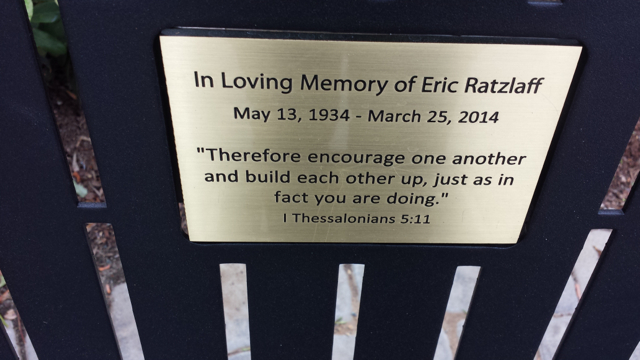 In Loving Memory of Eric Ratzlaff
May 13, 1934 - March 25, 2014
"Therefore encourage one another
and build each other up, just as in
fact you are doing."
I Thessalonians 5:11